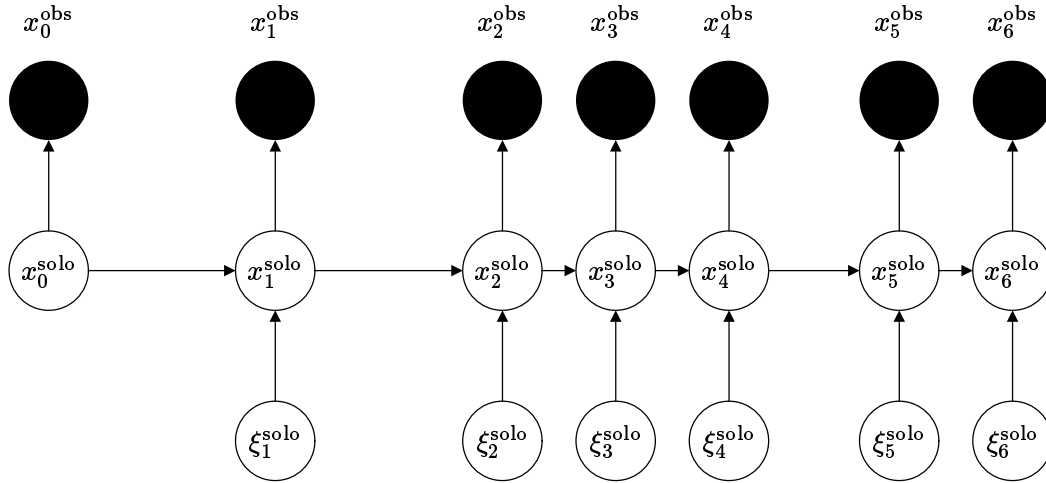 x_0^obs x_1^obs x_2^obs x_3^obs x_4^obs x_5^obs x_6^obs
x_0^solo x_1^solo x_2^solo x_3^solo x_4^solo x_5^solo x_6^solo
ξ_1^solo ξ_2^solo ξ_3^solo ξ_4^solo ξ_5^solo ξ_6^solo